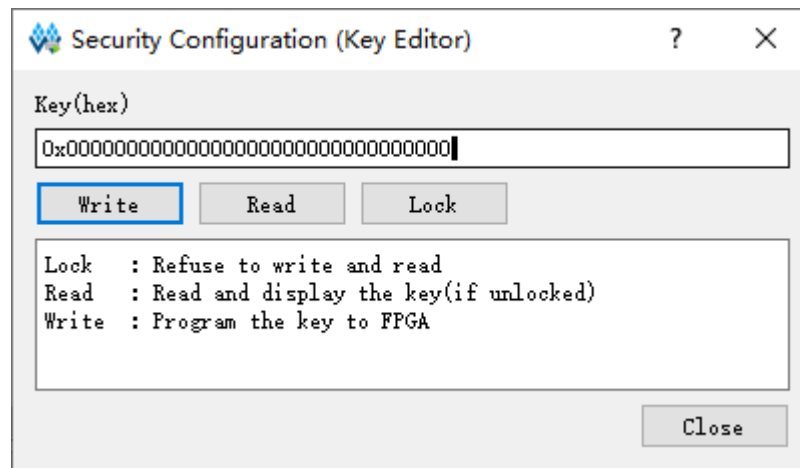 Security Configuration (Key Editor) ?
Key(hex)
0x00000000000000000000000000000000
Write Read Lock
Lock : Refuse to write and read
Read : Read and display the key(if unlocked)
Write : Program the key to FPGA
Close